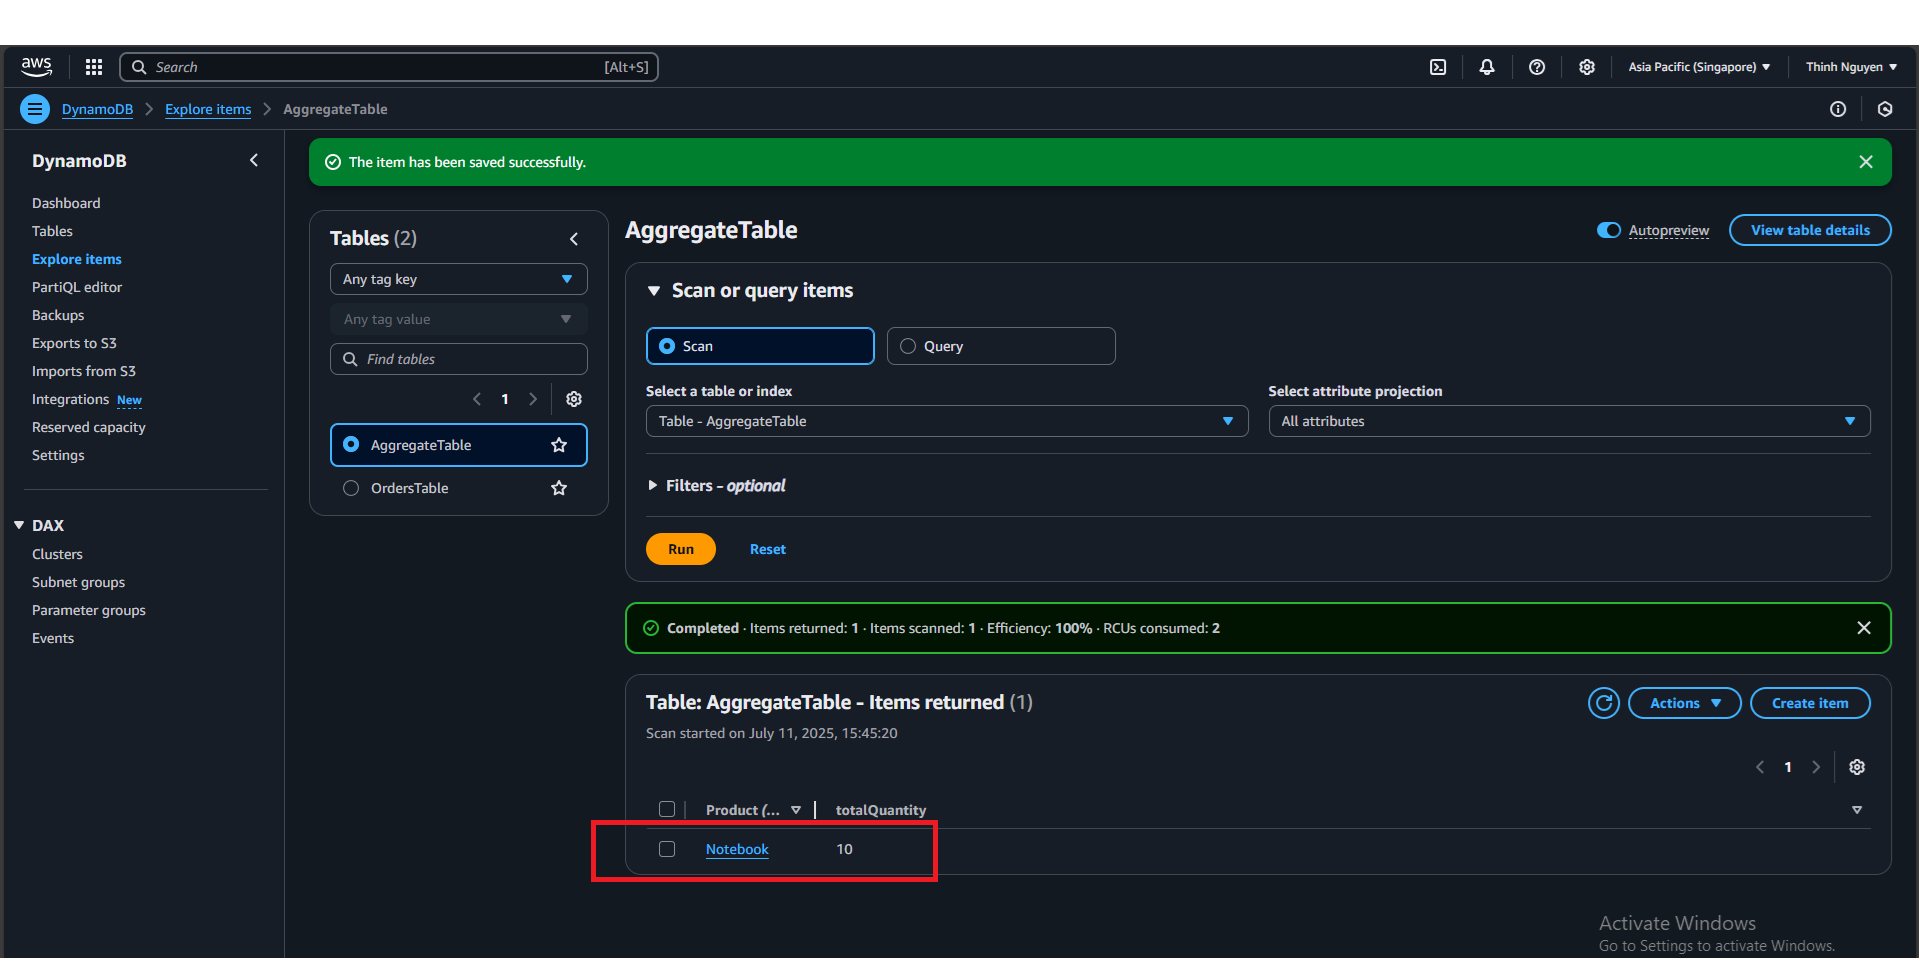 aws
Search [Alt+S]
Asia Pacific (Singapore)
Thinh Nguyen
DynamoDB
Explore items
AggregateTable
DynamoDB
Dashboard
Tables
Explore items
PartiQL editor
Backups
Exports to S3
Imports from S3
Integrations New
Reserved capacity
Settings
DAX
Clusters
Subnet groups
Parameter groups
Events
The item has been saved successfully.
Tables (2)
Any tag key
Any tag value
Find tables
1
AggregateTable
OrdersTable
AggregateTable
Autopreview
View table details
Scan or query items
Scan
Query
Select a table or index
Table - AggregateTable
Select attribute projection
All attributes
Filters - optional
Run
Reset
Completed · Items returned: 1 · Items scanned: 1 · Efficiency: 100% · RCUs consumed: 2
Table: AggregateTable - Items returned (1)
Scan started on July 11, 2025, 15:45:20
Actions
Create item
1
Product (...
totalQuantity
Notebook
10
Activate Windows
Go to Settings to activate Windows.